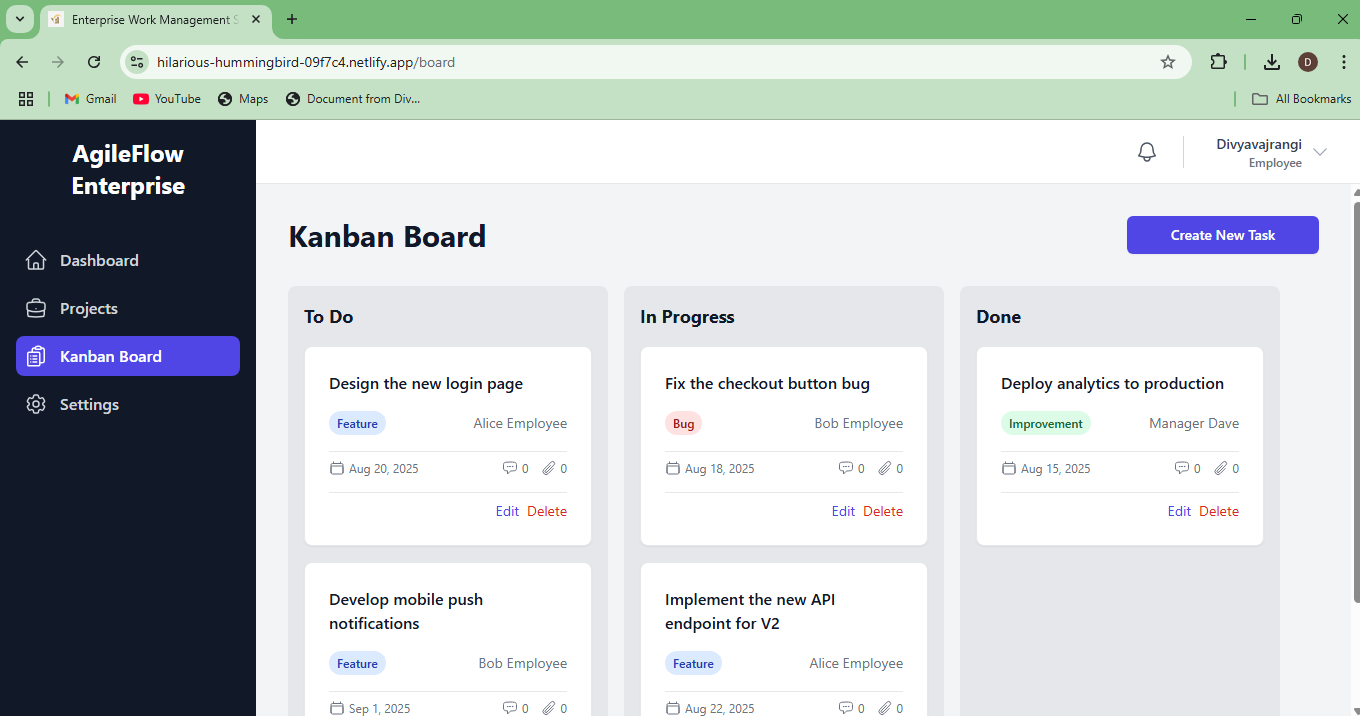 Enterprise Work Management S
hilarious-hummingbird-09f7c4.netlify.app/board
D
Gmail
YouTube
Maps
Document from Div...
All Bookmarks
AgileFlow
Enterprise
Dashboard
Projects
Kanban Board
Settings
Divyavajrangi
Employee
Kanban Board
Create New Task
To Do
Design the new login page
Feature
Alice Employee
Aug 20, 2025
0
0
Edit
Delete
Develop mobile push
notifications
Feature
Bob Employee
Sep 1, 2025
0
0
In Progress
Fix the checkout button bug
Bug
Bob Employee
Aug 18, 2025
0
0
Edit
Delete
Implement the new API
endpoint for V2
Feature
Alice Employee
Aug 22, 2025
0
0
Done
Deploy analytics to production
Improvement
Manager Dave
Aug 15, 2025
0
0
Edit
Delete